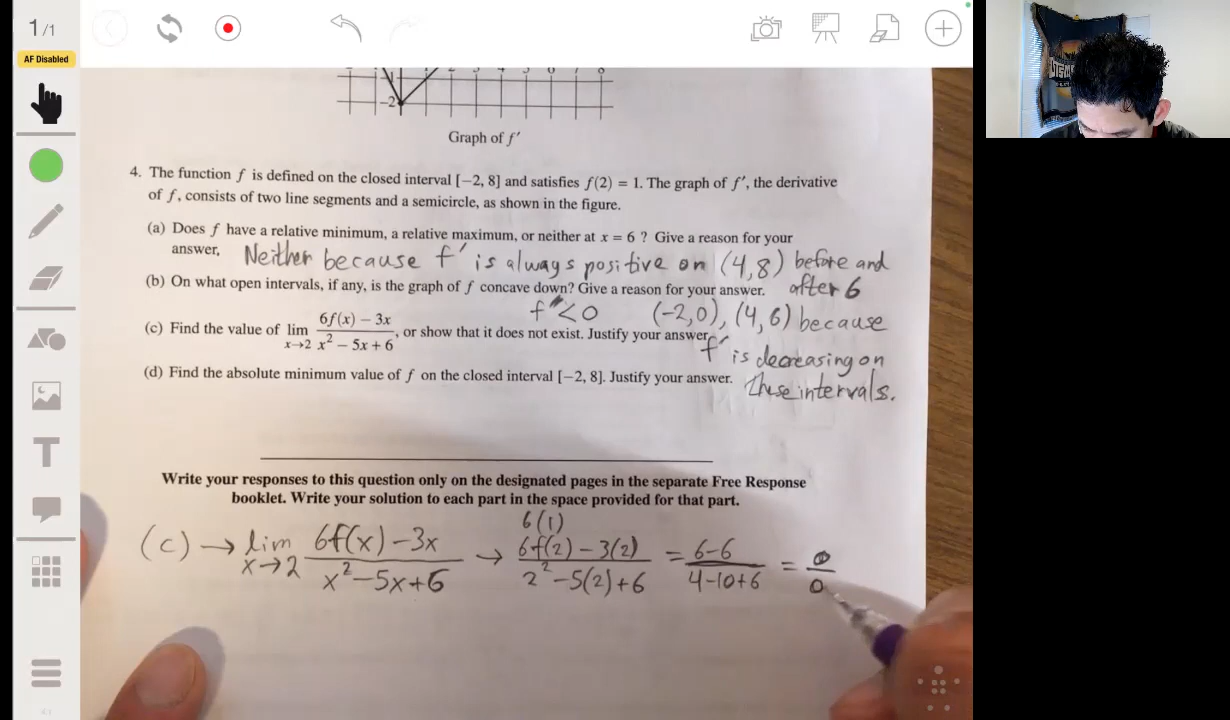 1/1
AF Disabled
-2
Graph of f′
4. The function f is defined on the closed interval [−2, 8] and satisfies f(2) = 1. The graph of f′, the derivative
of f, consists of two line segments and a semicircle, as shown in the figure.
(a) Does f have a relative minimum, a relative maximum, or neither at x = 6 ? Give a reason for your
answer. Neither because f′ is always positive on (4,8) before and
after 6
(b) On what open intervals, if any, is the graph of f concave down? Give a reason for your answer.
f″<0 (-2,0), (4,6) because
f′ is decreasing on
these intervals.
(c) Find the value of lim x→2 (6f(x) − 3x)/(x² − 5x + 6), or show that it does not exist. Justify your answer.
(d) Find the absolute minimum value of f on the closed interval [−2, 8]. Justify your answer.
Write your responses to this question only on the designated pages in the separate Free Response
booklet. Write your solution to each part in the space provided for that part.
6(1)
(c) → lim x→2 (6f(x)-3x)/(x²-5x+6) → (6f(2)-3(2))/(2²-5(2)+6) = (6-6)/(4-10+6) = 0/0
T